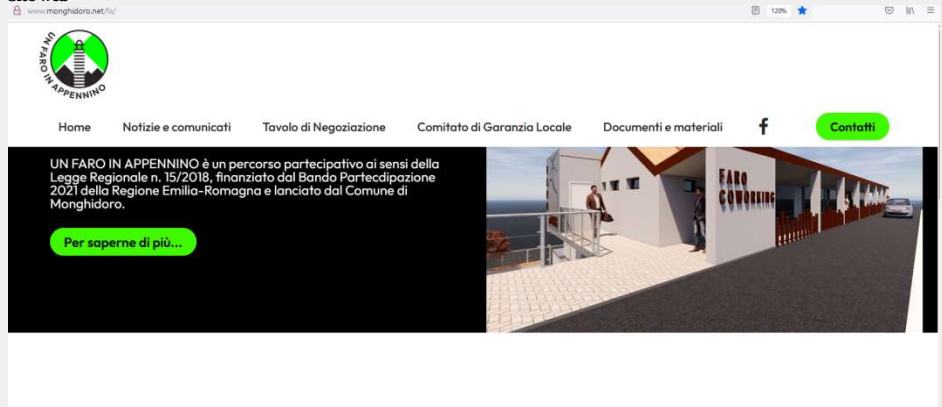 www.monghidoro.net/fa/
120%
UN FARO IN APPENNINO
Home Notizie e comunicati Tavolo di Negoziazione Comitato di Garanzia Locale Documenti e materiali f Contatti
UN FARO IN APPENNINO è un percorso partecipativo ai sensi della
Legge Regionale n. 15/2018, finanziato dal Bando Partecdipazione
2021 della Regione Emilia-Romagna e lanciato dal Comune di
Monghidoro.
Per saperne di più...
FARO
COWORKING